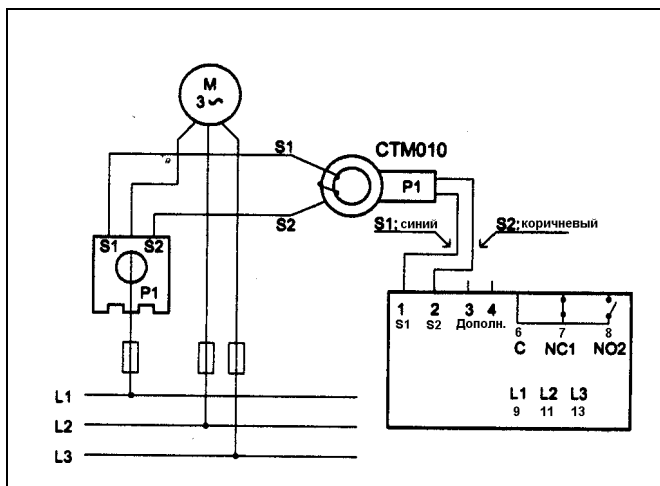 M
3 ~
S1
CTM010
P1
S2
S1: синий
S2: коричневый
S1 S2
P1
1 2 3 4
S1 S2 Дополн.
6 7 8
C NC1 NO2
L1 L2 L3
9 11 13
L1
L2
L3